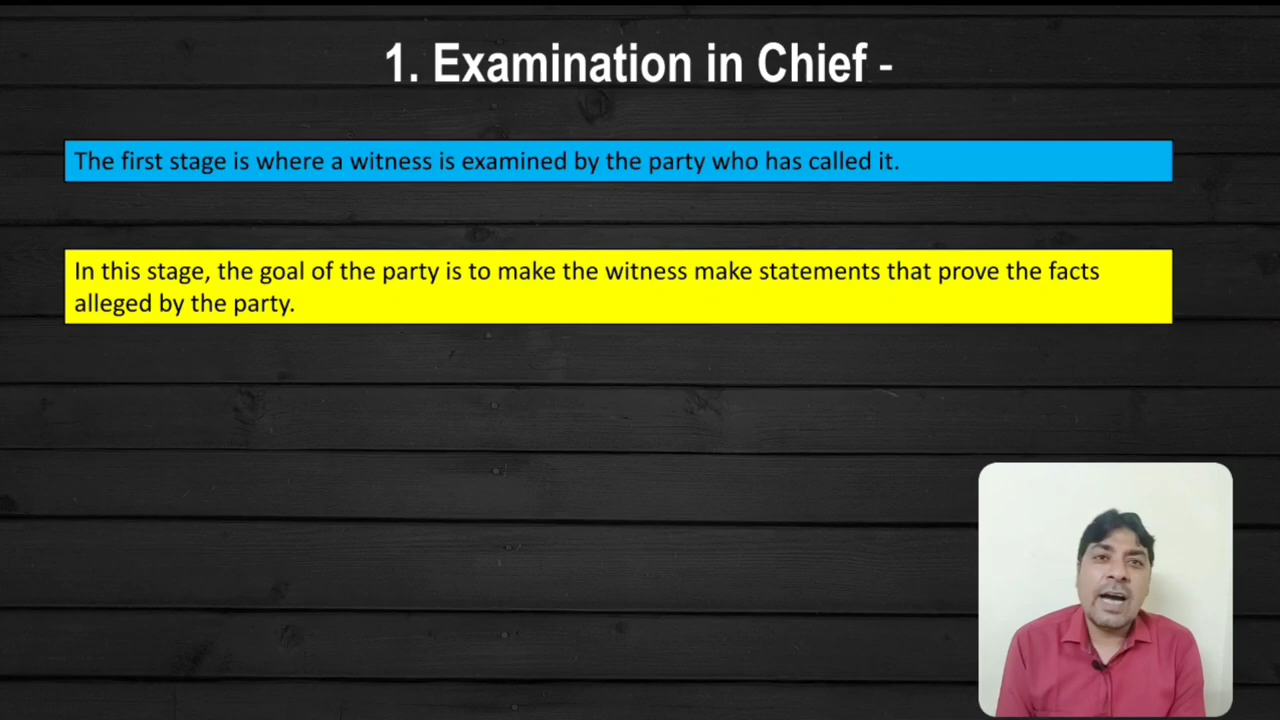 1. Examination in Chief -
The first stage is where a witness is examined by the party who has called it.
In this stage, the goal of the party is to make the witness make statements that prove the facts
alleged by the party.